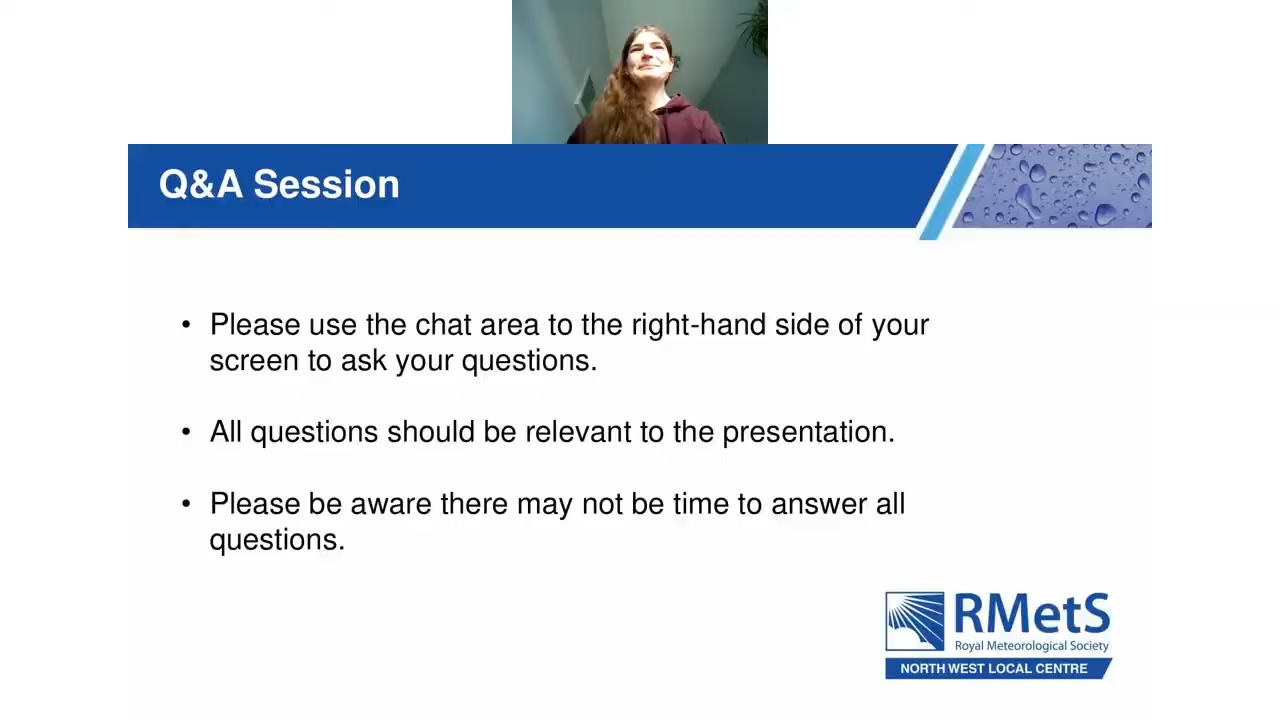 Q&A Session
• Please use the chat area to the right-hand side of your
screen to ask your questions.
• All questions should be relevant to the presentation.
• Please be aware there may not be time to answer all
questions.
RMetS
Royal Meteorological Society
NORTH WEST LOCAL CENTRE